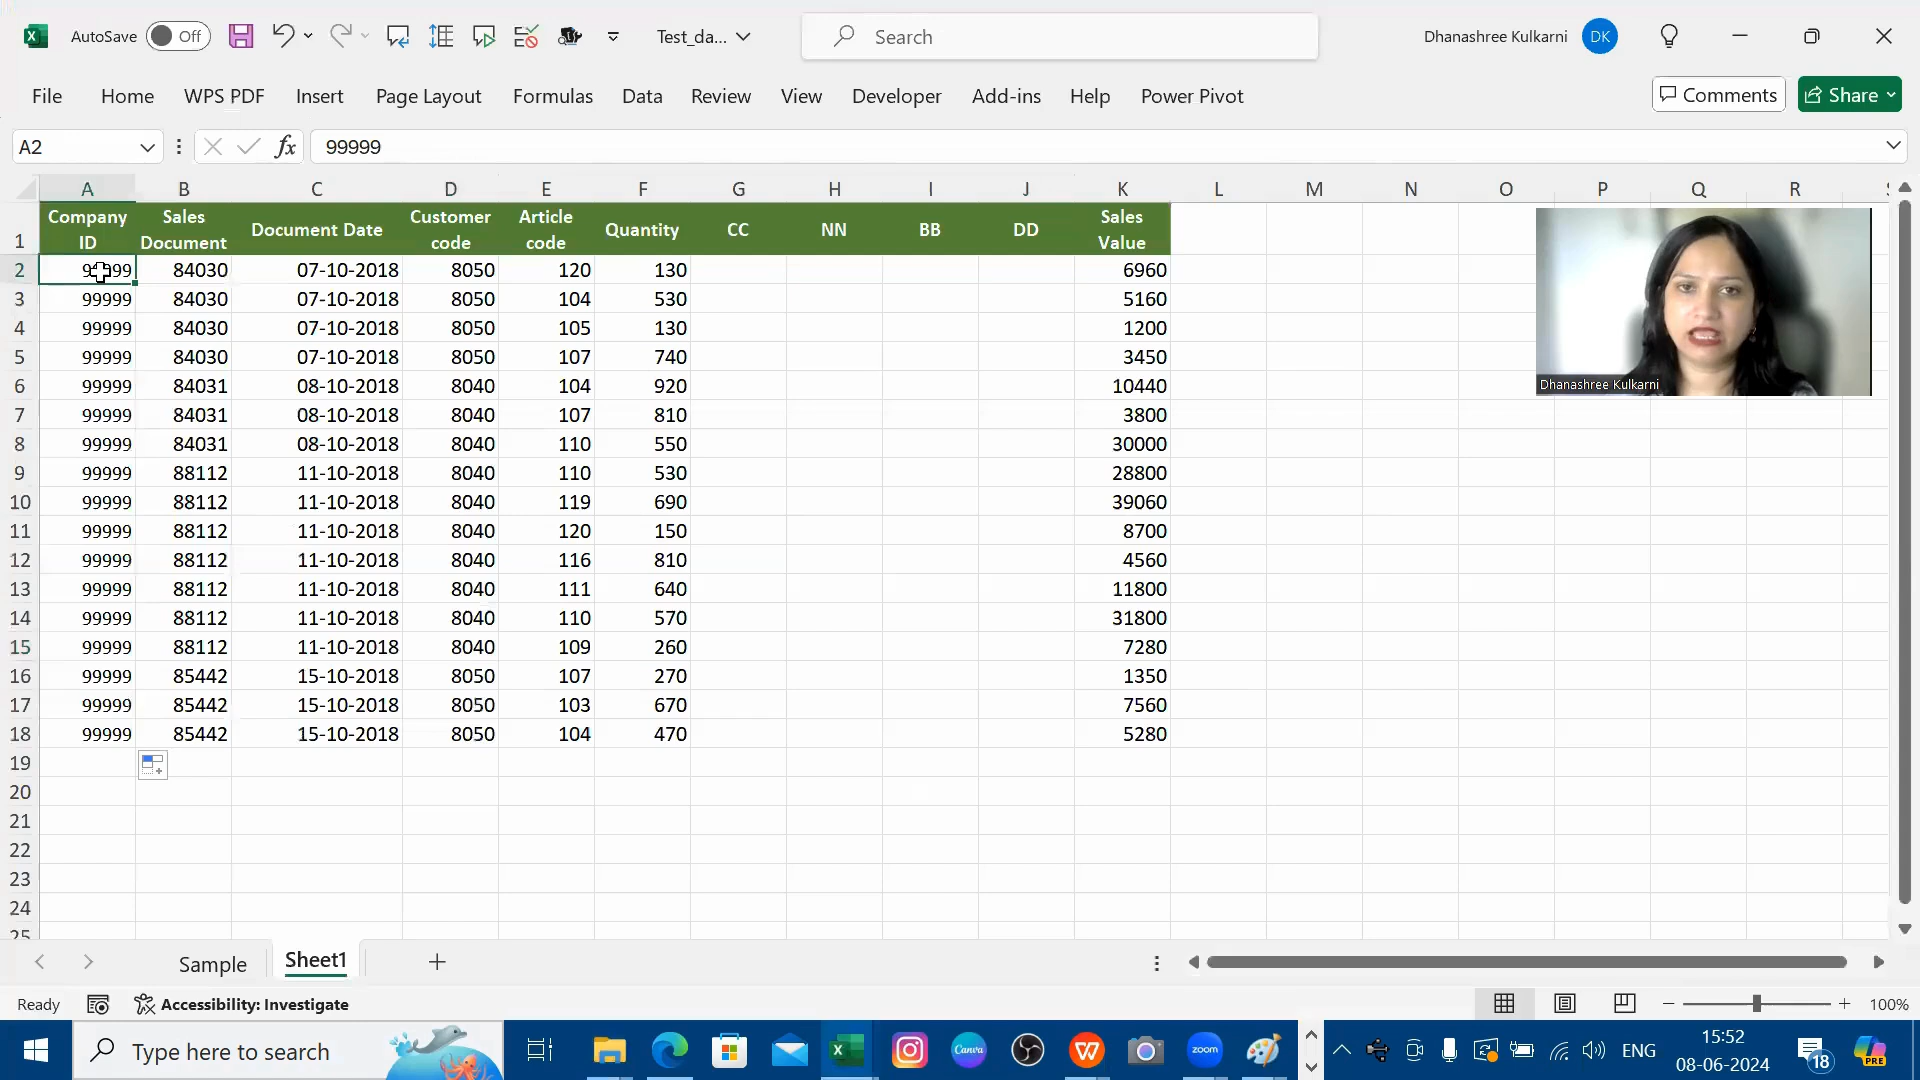 AutoSave Off Test_da... Search Dhanashree Kulkarni DK
File Home WPS PDF Insert Page Layout Formulas Data Review View Developer Add-ins Help Power Pivot Comments Share
A2 fx 99999
A B C D E F G H I J K L M N O P Q R
1 Company ID Sales Document Document Date Customer code Article code Quantity CC NN BB DD Sales Value
2 99999 84030 07-10-2018 8050 120 130 6960
3 99999 84030 07-10-2018 8050 104 530 5160
4 99999 84030 07-10-2018 8050 105 130 1200
5 99999 84030 07-10-2018 8050 107 740 3450
6 99999 84031 08-10-2018 8040 104 920 10440
7 99999 84031 08-10-2018 8040 107 810 3800
8 99999 84031 08-10-2018 8040 110 550 30000
9 99999 88112 11-10-2018 8040 110 530 28800
10 99999 88112 11-10-2018 8040 119 690 39060
11 99999 88112 11-10-2018 8040 120 150 8700
12 99999 88112 11-10-2018 8040 116 810 4560
13 99999 88112 11-10-2018 8040 111 640 11800
14 99999 88112 11-10-2018 8040 110 570 31800
15 99999 88112 11-10-2018 8040 109 260 7280
16 99999 85442 15-10-2018 8050 107 270 1350
17 99999 85442 15-10-2018 8050 103 670 7560
18 99999 85442 15-10-2018 8050 104 470 5280
19
20
21
22
23
24
25
Dhanashree Kulkarni
Sample Sheet1
Ready Accessibility: Investigate 100%
Type here to search Canva zoom ENG 15:52 18 PRE
08-06-2024